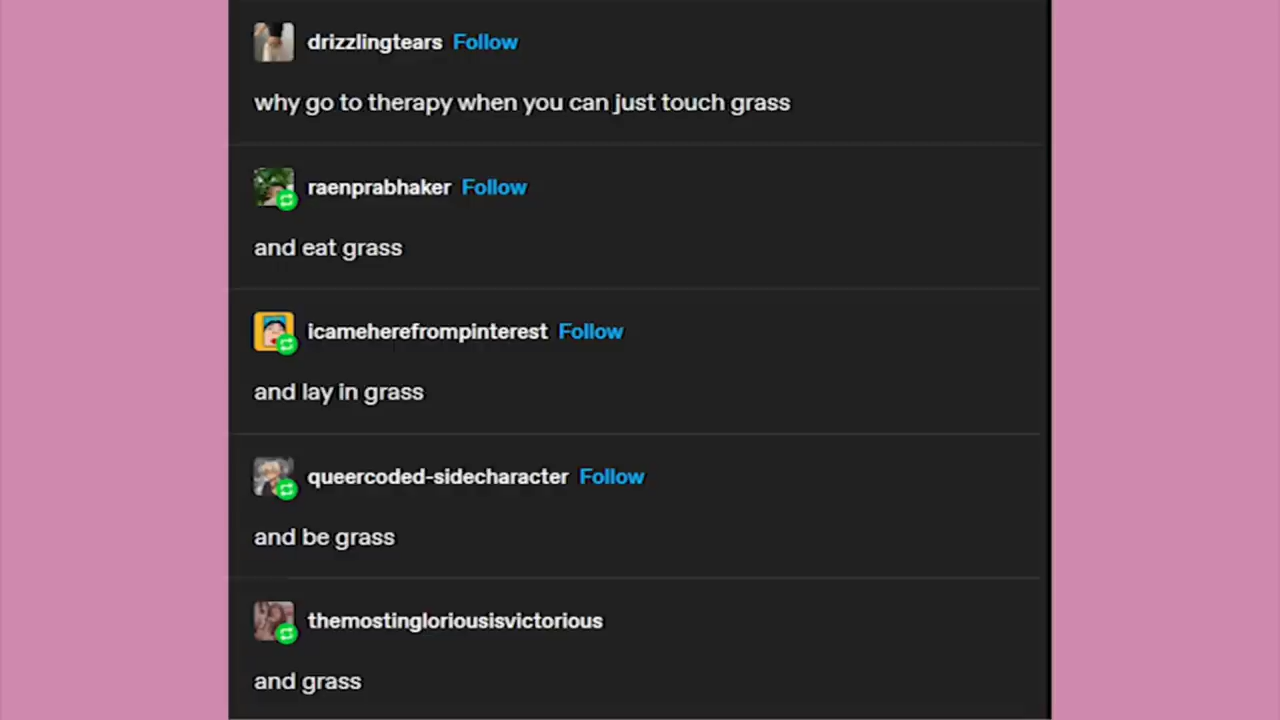 drizzlingtears Follow
why go to therapy when you can just touch grass
raenprabhaker Follow
and eat grass
icameherefrompinterest Follow
and lay in grass
queercoded-sidecharacter Follow
and be grass
themostingloriousisvictorious
and grass